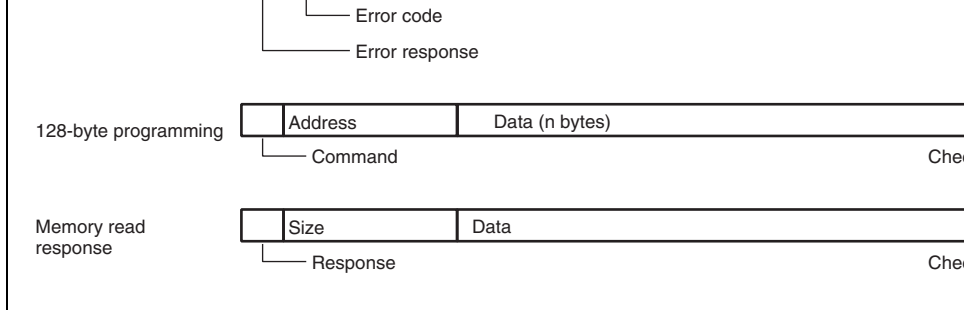 Error code
Error response
128-byte programming
Address
Data (n bytes)
Command
Memory read
response
Size
Data
Response